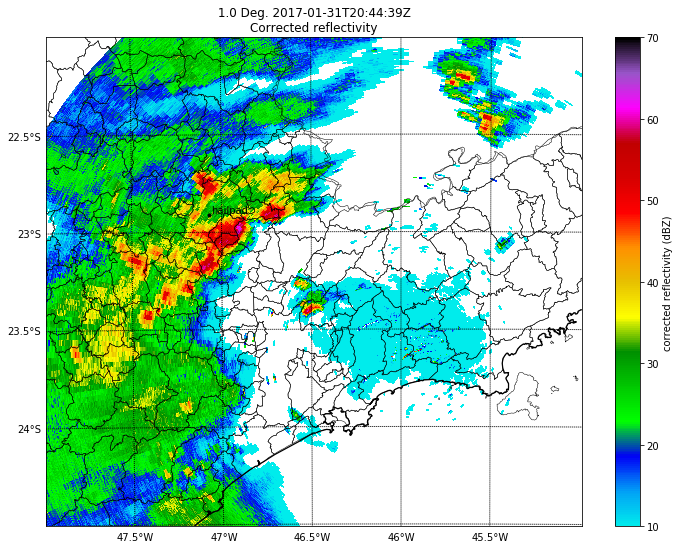 1.0 Deg. 2017-01-31T20:44:39Z
Corrected reflectivity
22.5°S
23°S
23.5°S
24°S
47.5°W
47°W
46.5°W
46°W
45.5°W
70
60
50
40
30
20
10
corrected reflectivity (dBZ)